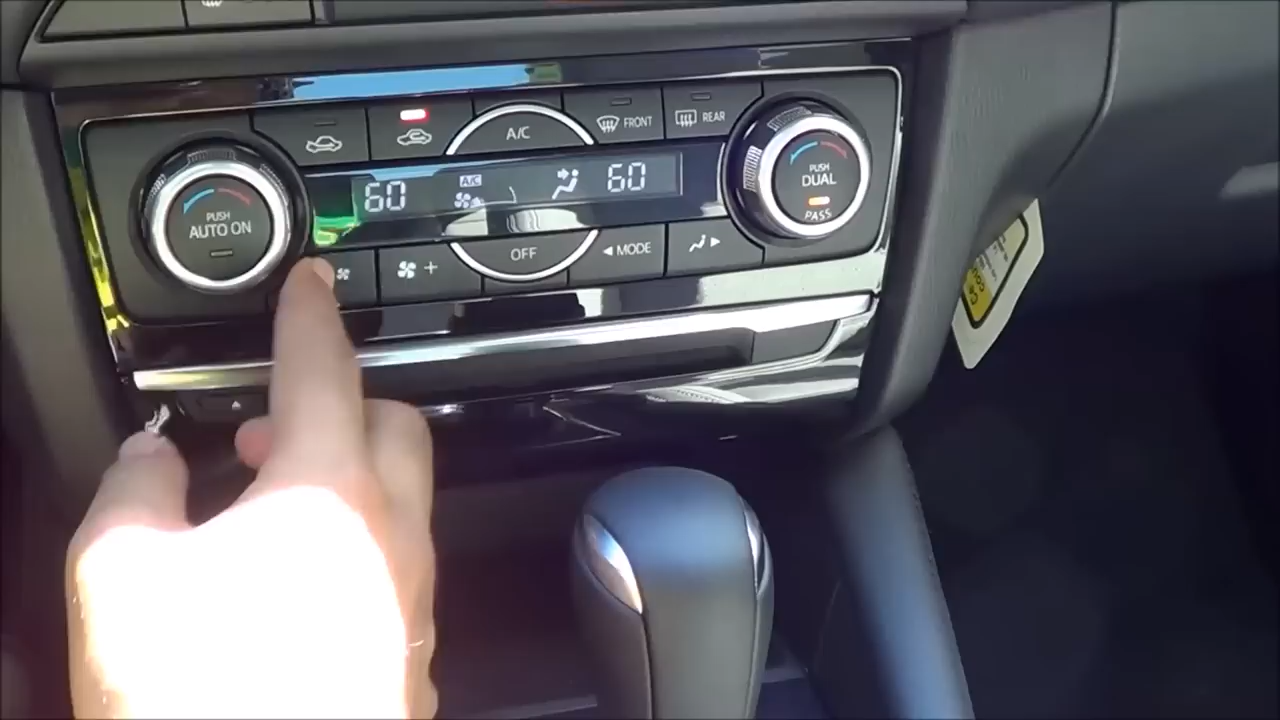 A/C
FRONT
REAR
60
A/C
60
PUSH
AUTO ON
PUSH
DUAL
PASS
+
OFF
◀ MODE
▶